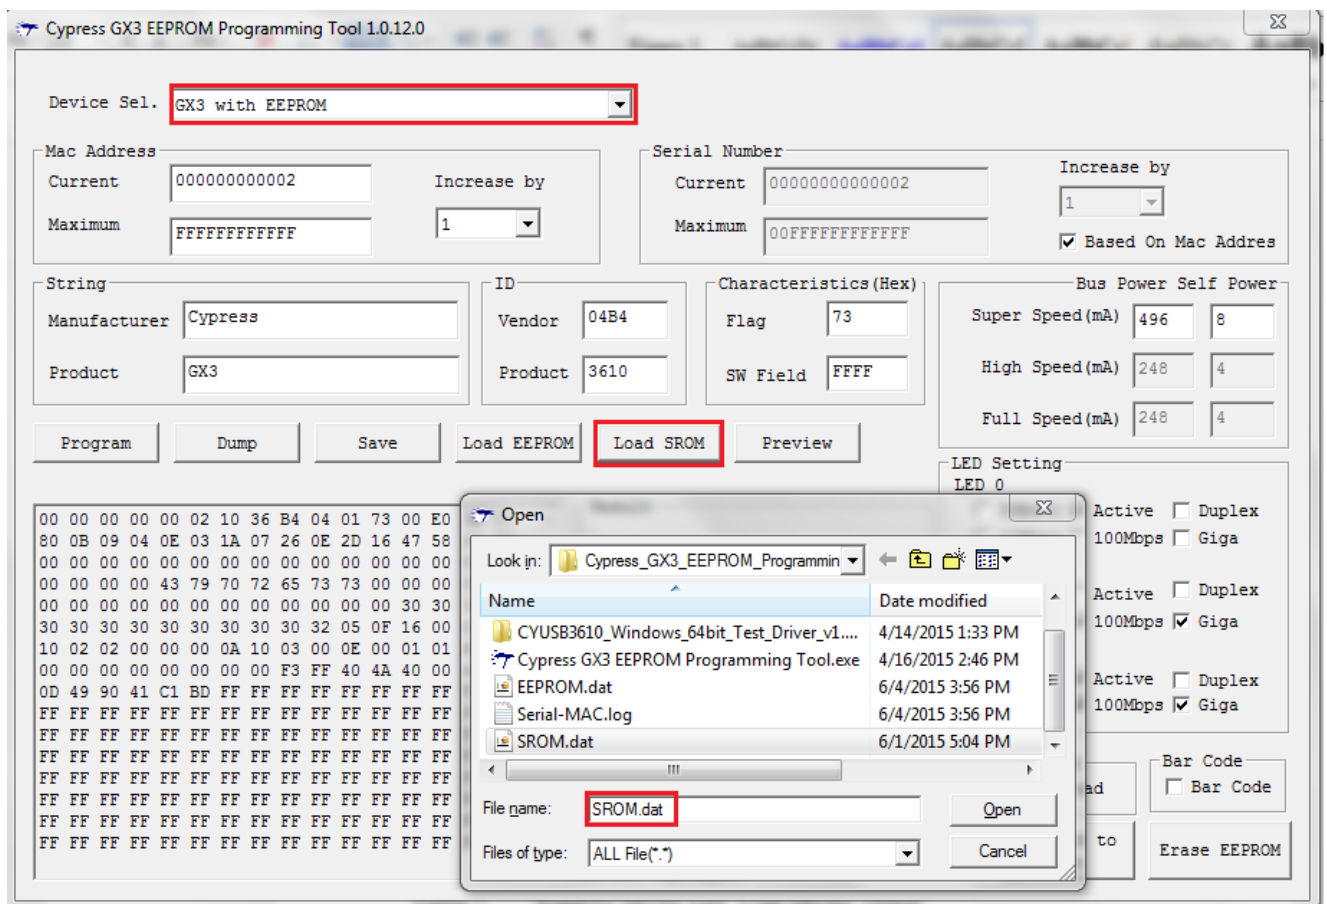 Cypress GX3 EEPROM Programming Tool 1.0.12.0
Device Sel. GX3 with EEPROM
Mac Address
Current 000000000002
Increase by
Maximum FFFFFFFFFFFF
1
Serial Number
Current 00000000000002
Increase by
1
Maximum 00FFFFFFFFFFFF
Based On Mac Addres
String
Manufacturer Cypress
Product GX3
ID
Vendor 04B4
Product 3610
Characteristics(Hex)
Flag 73
SW Field FFFF
Bus Power Self Power
Super Speed(mA) 496 8
High Speed(mA) 248 4
Full Speed(mA) 248 4
Program Dump Save Load EEPROM Load SROM Preview
LED Setting
LED 0
Active Duplex
100Mbps Giga
Active Duplex
100Mbps Giga
Active Duplex
100Mbps Giga
00 00 00 00 00 02 10 36 B4 04 01 73 00 E0
80 0B 09 04 0E 03 1A 07 26 0E 2D 16 47 58
00 00 00 00 00 00 00 00 00 00 00 00 00 00
00 00 00 00 43 79 70 72 65 73 73 00 00 00
00 00 00 00 00 00 00 00 00 00 00 00 30 30
30 30 30 30 30 30 30 30 30 32 05 0F 16 00
10 02 02 00 00 00 0A 10 03 00 0E 00 01 01
00 00 00 00 00 00 00 00 F3 FF 40 4A 40 00
0D 49 90 41 C1 BD FF FF FF FF FF FF FF FF
FF FF FF FF FF FF FF FF FF FF FF FF FF FF
FF FF FF FF FF FF FF FF FF FF FF FF FF FF
FF FF FF FF FF FF FF FF FF FF FF FF FF FF
FF FF FF FF FF FF FF FF FF FF FF FF FF FF
FF FF FF FF FF FF FF FF FF FF FF FF FF FF
FF FF FF FF FF FF FF FF FF FF FF FF FF FF
FF FF FF FF FF FF FF FF FF FF FF FF FF FF
Open
Look in: Cypress_GX3_EEPROM_Programmin
Name Date modified
CYUSB3610_Windows_64bit_Test_Driver_v1.... 4/14/2015 1:33 PM
Cypress GX3 EEPROM Programming Tool.exe 4/16/2015 2:46 PM
EEPROM.dat 6/4/2015 3:56 PM
Serial-MAC.log 6/4/2015 3:56 PM
SROM.dat 6/1/2015 5:04 PM
File name: SROM.dat Open
Files of type: ALL File(*.*) Cancel
Bar Code
ad Bar Code
to Erase EEPROM